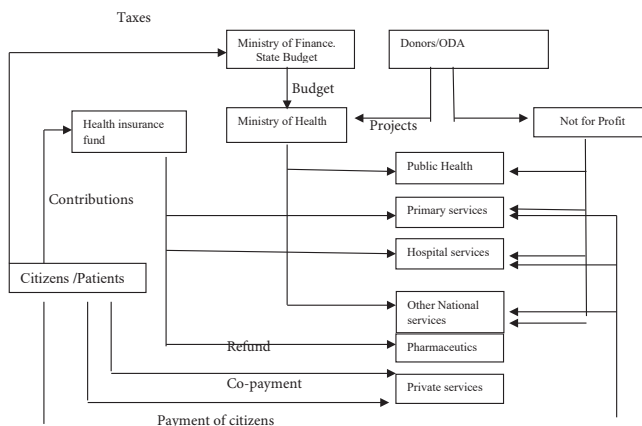 Taxes
Ministry of Finance.
State Budget
Donors/ODA
Budget
Health insurance
fund
Ministry of Health
Projects
Not for Profit
Public Health
Contributions
Primary services
Hospital services
Citizens /Patients
Other National
services
Refund
Pharmaceutics
Co-payment
Private services
Payment of citizens